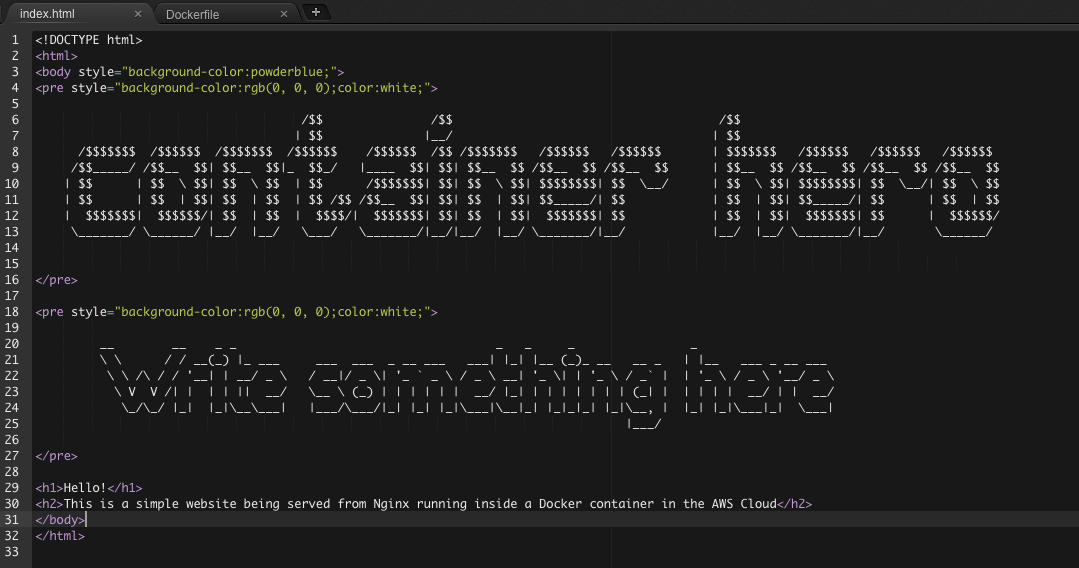 index.html × Dockerfile × +
1 <!DOCTYPE html>
2 <html>
3 <body style="background-color:powderblue;">
4 <pre style="background-color:rgb(0, 0, 0);color:white;">
5
6                                      /$$               /$$                                     /$$
7                                     | $$              |__/                                    | $$
8       /$$$$$$$  /$$$$$$  /$$$$$$$  /$$$$$$    /$$$$$$  /$$ /$$$$$$$   /$$$$$$   /$$$$$$       | $$$$$$$   /$$$$$$   /$$$$$$   /$$$$$$
9      /$$_____/ /$$__  $$| $$__  $$|_  $$_/   |____  $$| $$| $$__  $$ /$$__  $$ /$$__  $$      | $$__  $$ /$$__  $$ /$$__  $$ /$$__  $$
10    | $$      | $$  \ $$| $$  \ $$  | $$      /$$$$$$$| $$| $$  \ $$| $$$$$$$$| $$  \__/      | $$  \ $$| $$$$$$$$| $$  \__/| $$  \ $$
11    | $$      | $$  | $$| $$  | $$  | $$ /$$ /$$__  $$| $$| $$  | $$| $$_____/| $$            | $$  | $$| $$_____/| $$      | $$  | $$
12    |  $$$$$$$|  $$$$$$/| $$  | $$  |  $$$$/|  $$$$$$$| $$| $$  | $$|  $$$$$$$| $$            | $$  | $$|  $$$$$$$| $$      |  $$$$$$/
13     \_______/ \______/ |__/  |__/   \___/   \_______/|__/|__/  |__/ \_______/|__/            |__/  |__/ \_______/|__/       \______/
14
15
16 </pre>
17
18 <pre style="background-color:rgb(0, 0, 0);color:white;">
19
20          __        __    _ _                                    _   _     _                _
21          \ \      / / __(_) |_ ___     ___  ___  _ __ ___   ___| |_| |__ (_)_ __   __ _   | |__   ___ _ __ ___
22           \ \ /\ / / '__| | __/ _ \   / __|/ _ \| '_ ` _ \ / _ \ __| '_ \| | '_ \ / _` |  | '_ \ / _ \ '__/ _ \
23            \ V  V /| |  | | ||  __/   \__ \ (_) | | | | | |  __/ |_| | | | | | | | (_| |  | | | |  __/ | |  __/
24             \_/\_/ |_|  |_|\__\___|   |___/\___/|_| |_| |_|\___|\__|_| |_|_|_| |_|\__, |  |_| |_|\___|_|  \___|
25                                                                                   |___/
26
27 </pre>
28
29 <h1>Hello!</h1>
30 <h2>This is a simple website being served from Nginx running inside a Docker container in the AWS Cloud</h2>
31 </body>
32 </html>
33